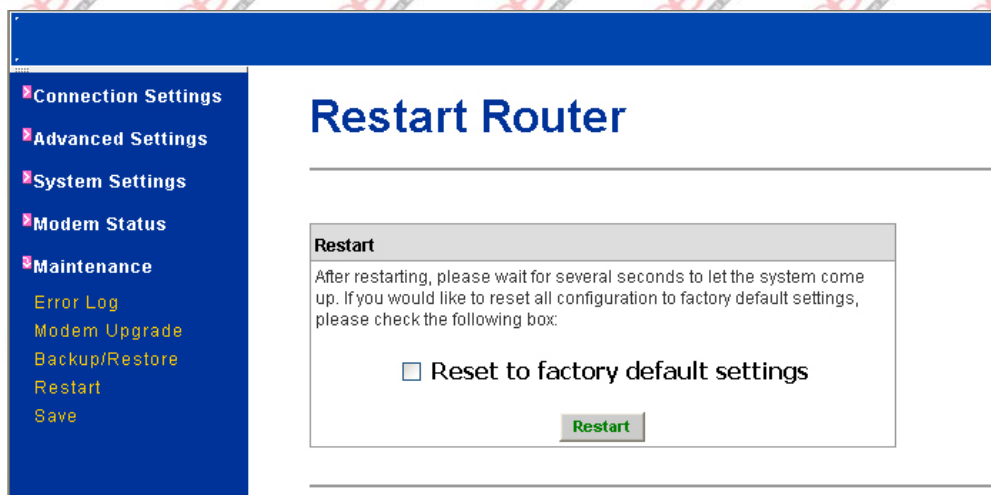 Connection Settings
Advanced Settings
System Settings
Modem Status
Maintenance
Error Log
Modem Upgrade
Backup/Restore
Restart
Save
Restart Router
Restart
After restarting, please wait for several seconds to let the system come
up. If you would like to reset all configuration to factory default settings,
please check the following box:
Reset to factory default settings
Restart